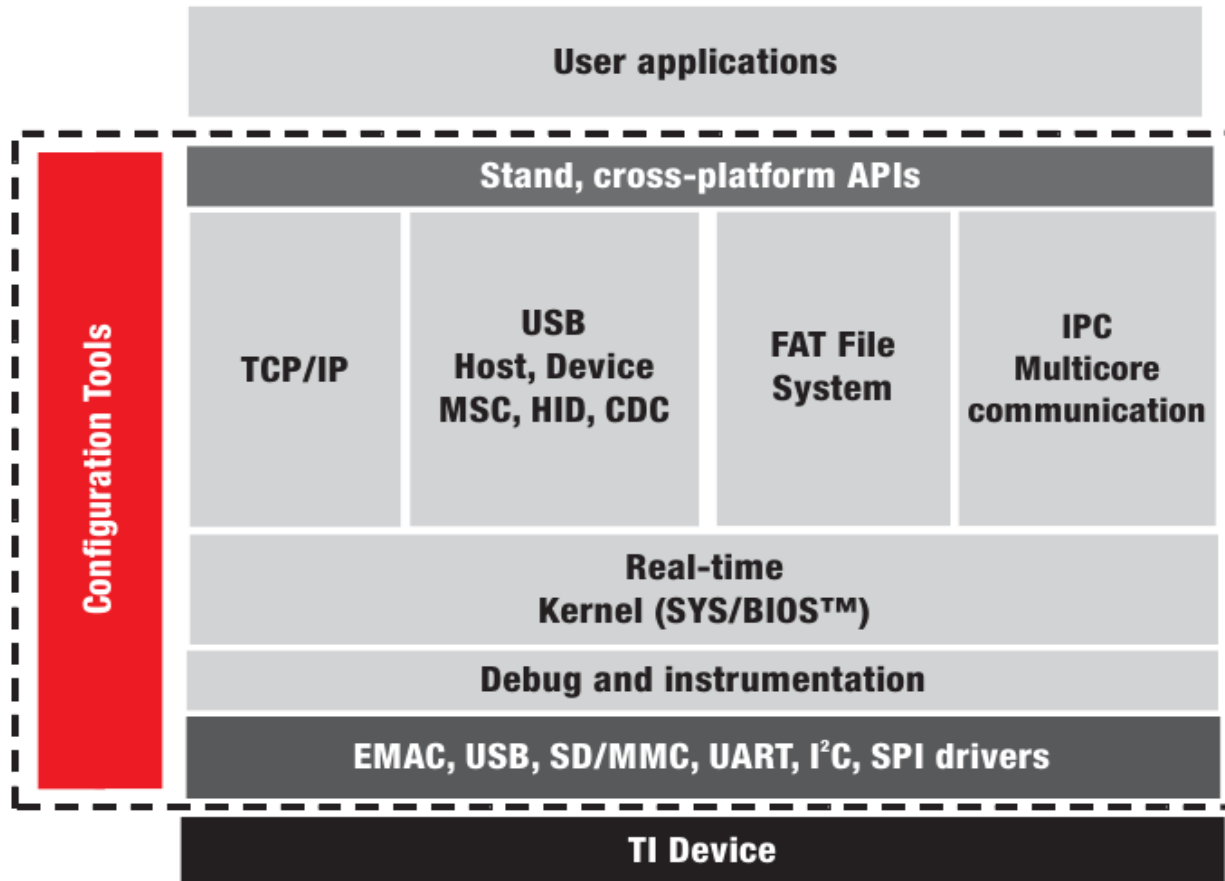 User applications
Configuration Tools
Stand, cross-platform APIs
TCP/IP
USB
Host, Device
MSC, HID, CDC
FAT File
System
IPC
Multicore
communication
Real-time
Kernel (SYS/BIOS™)
Debug and instrumentation
EMAC, USB, SD/MMC, UART, I²C, SPI drivers
TI Device